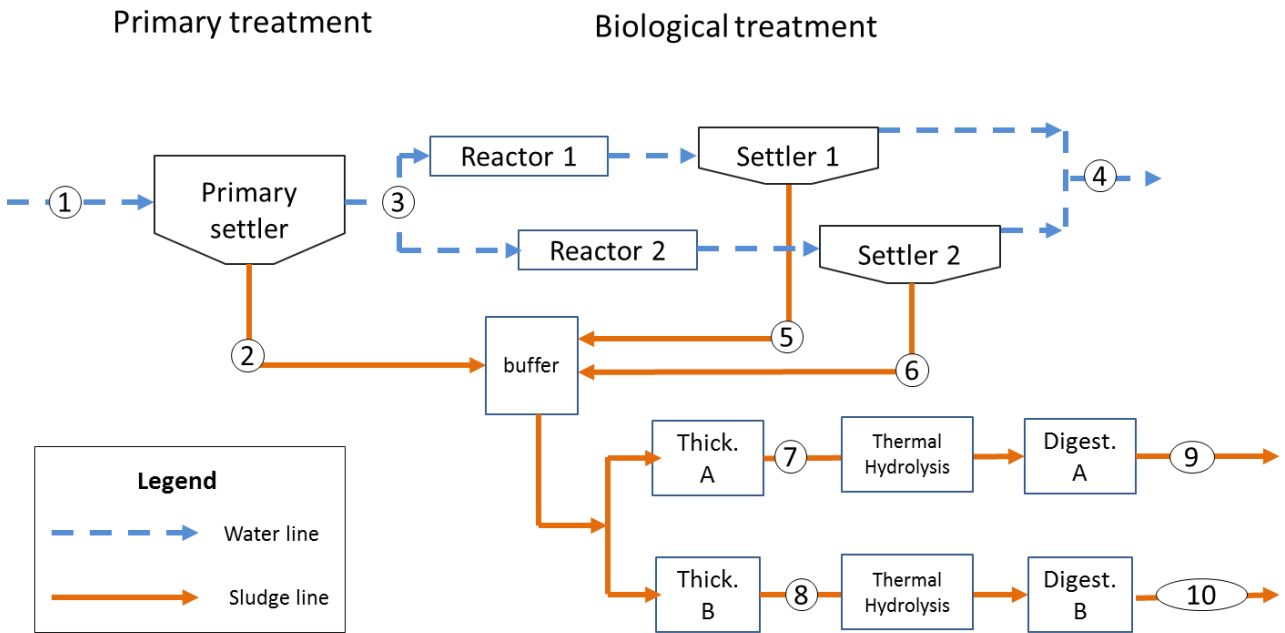 Primary treatment
Biological treatment
Reactor 1
Settler 1
1
Primary
settler
3
4
Reactor 2
Settler 2
2
buffer
5
6
Thick.
A
7
Thermal
Hydrolysis
Digest.
A
9
Legend
Water line
Sludge line
Thick.
B
8
Thermal
Hydrolysis
Digest.
B
10